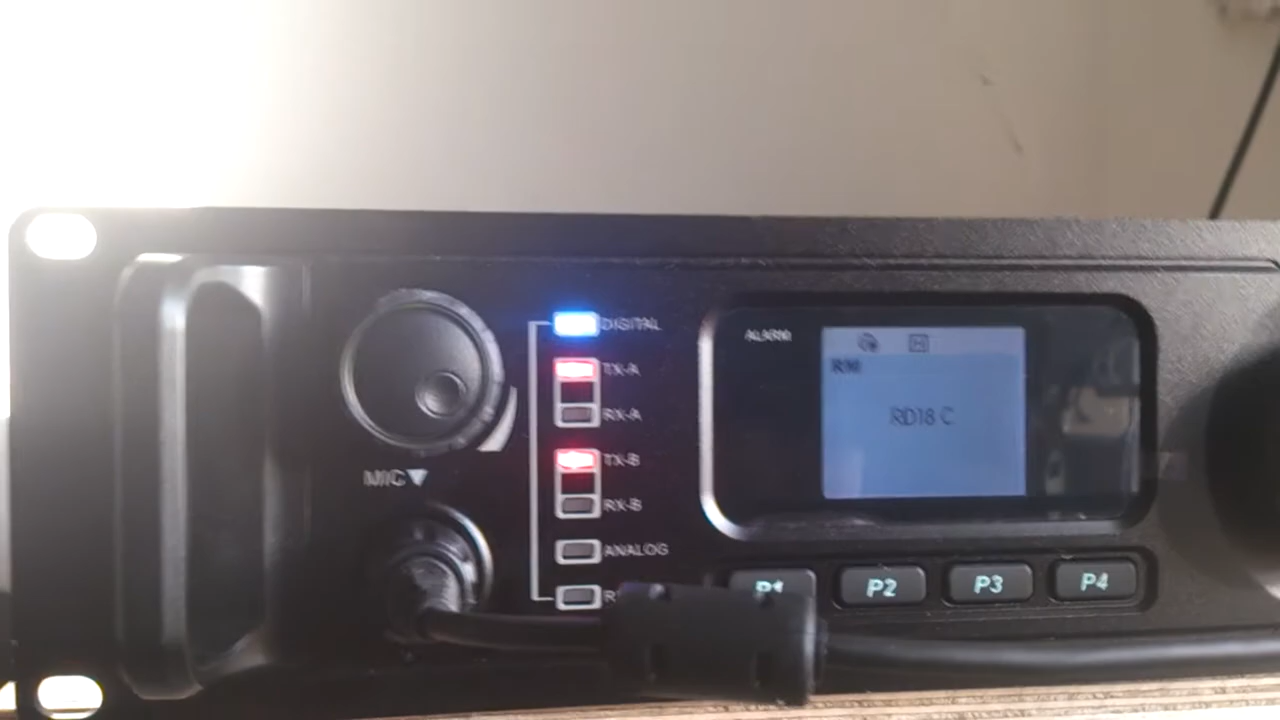 DIGITAL
ALARM
TX-A
RM
RX-A
RD18 C
TX-B
MIC▼
RX-B
ANALOG
P1
P2
P3
P4